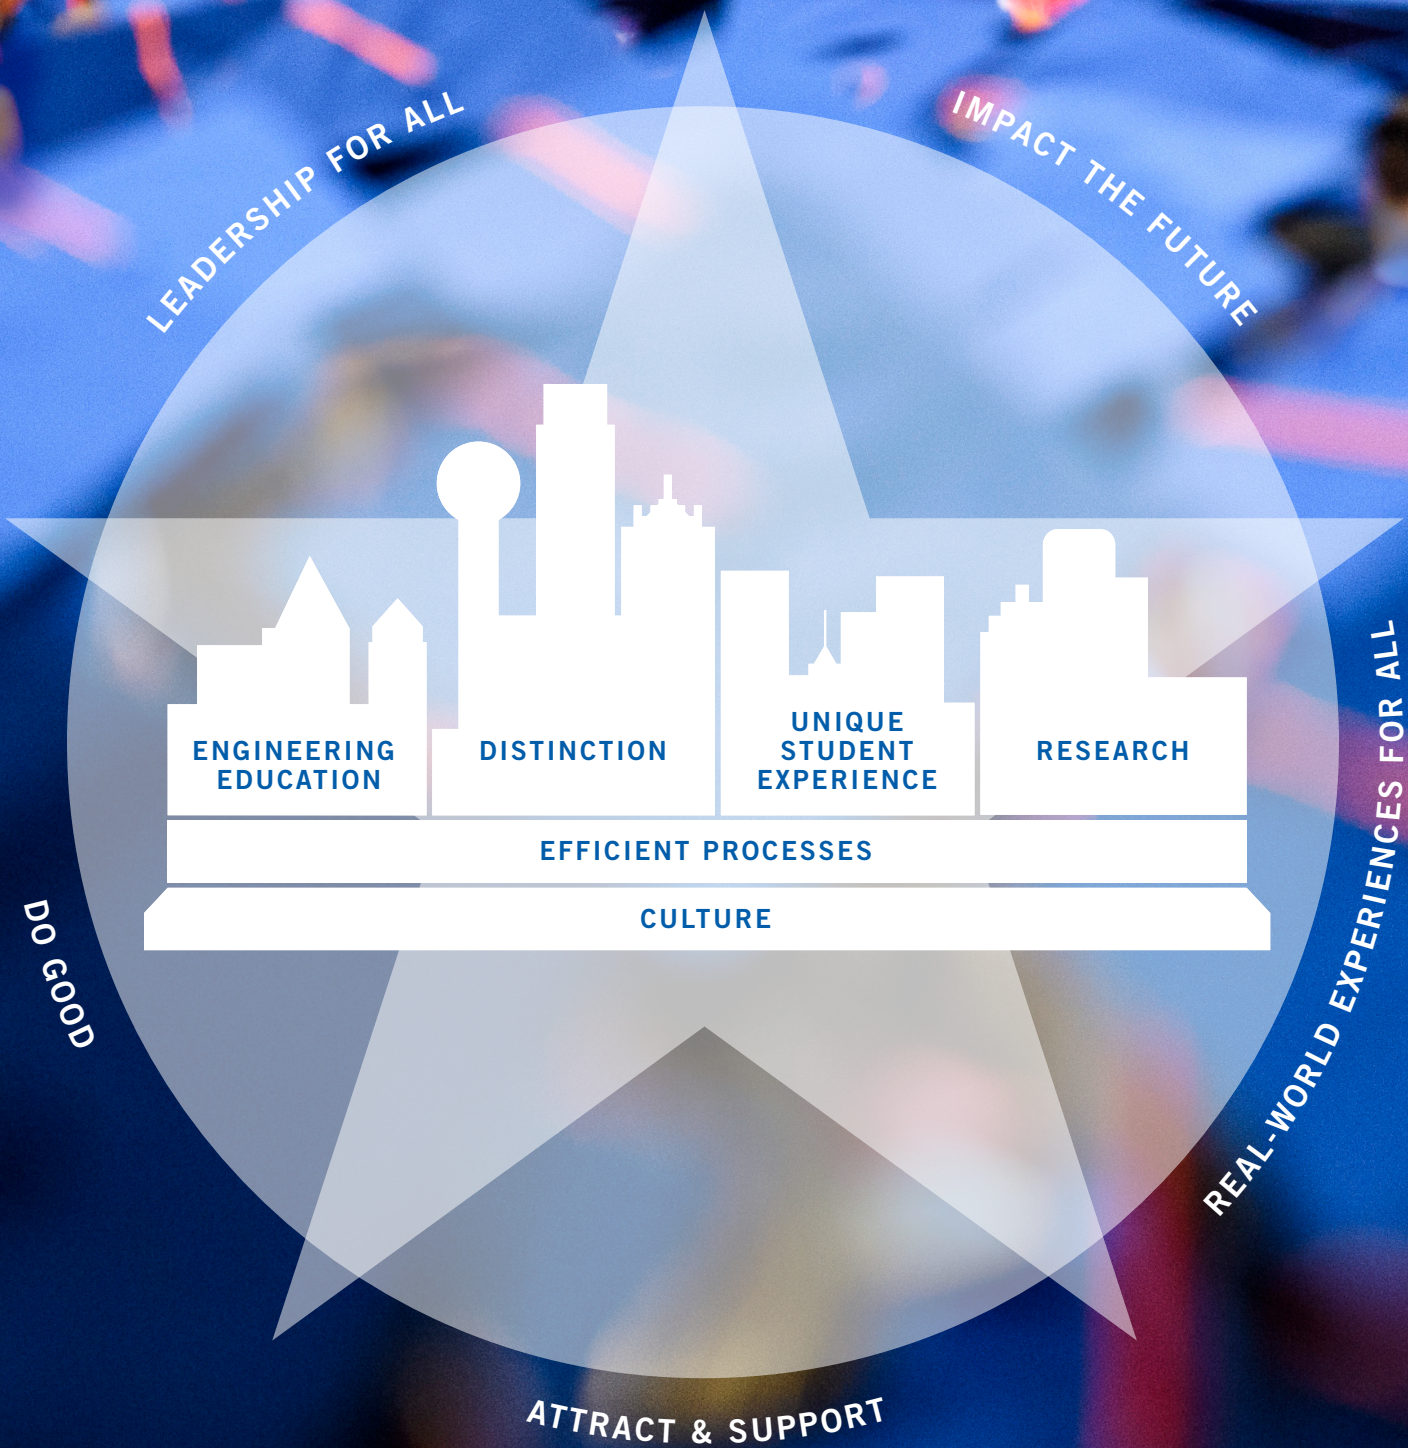 LEADERSHIP FOR ALL
IMPACT THE FUTURE
ENGINEERING
EDUCATION
DISTINCTION
UNIQUE
STUDENT
EXPERIENCE
RESEARCH
EFFICIENT PROCESSES
CULTURE
DO GOOD
REAL-WORLD EXPERIENCES FOR ALL
ATTRACT & SUPPORT